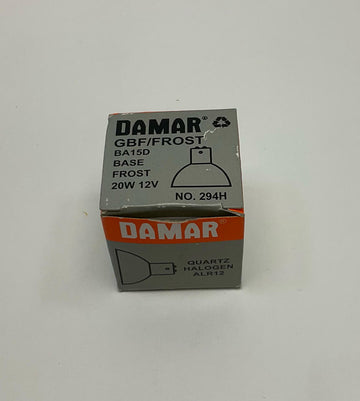 DAMAR®
GBF/FROST
BA15D
BASE
FROST
20W 12V
NO. 294H
DAMAR®
QUARTZ
HALOGEN
ALR12